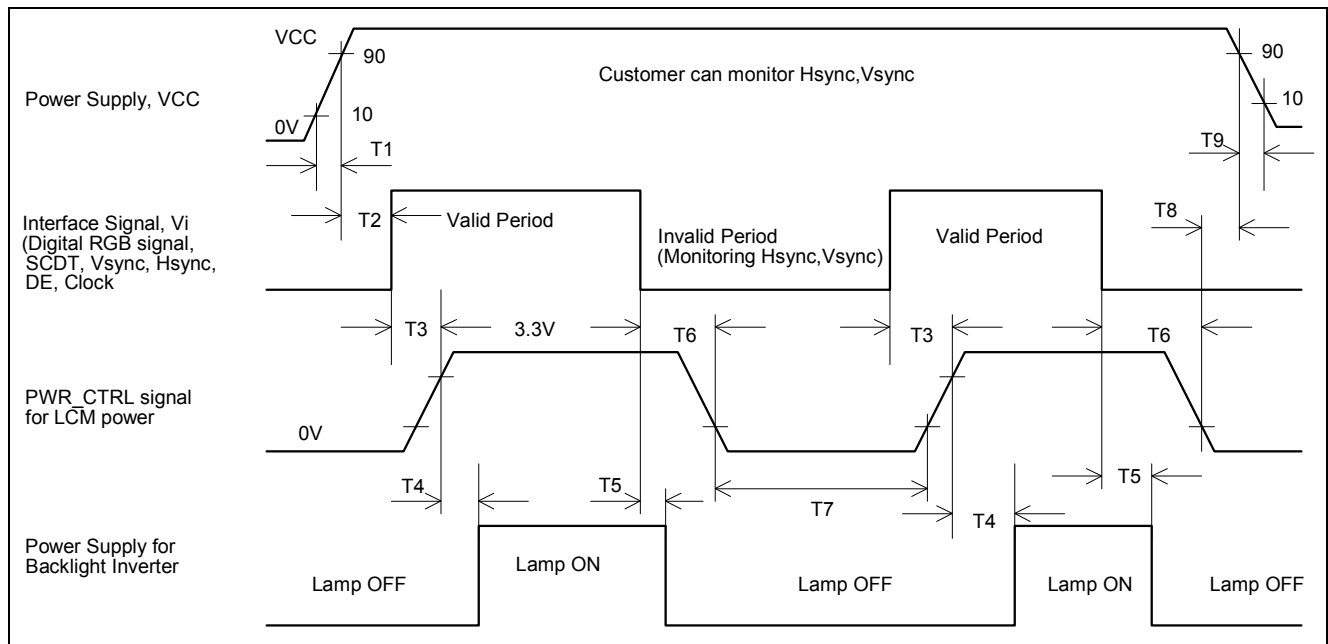 VCC
90
Customer can monitor Hsync,Vsync
90
Power Supply, VCC
10
10
0V
T1
T9
T2
Valid Period
T8
Interface Signal, Vi
(Digital RGB signal,
SCDT, Vsync, Hsync,
DE, Clock
Invalid Period
(Monitoring Hsync,Vsync)
Valid Period
T3
3.3V
T6
T3
T6
PWR_CTRL signal
for LCM power
0V
T4
T5
T7
T4
T5
Power Supply for
Backlight Inverter
Lamp OFF
Lamp ON
Lamp OFF
Lamp ON
Lamp OFF